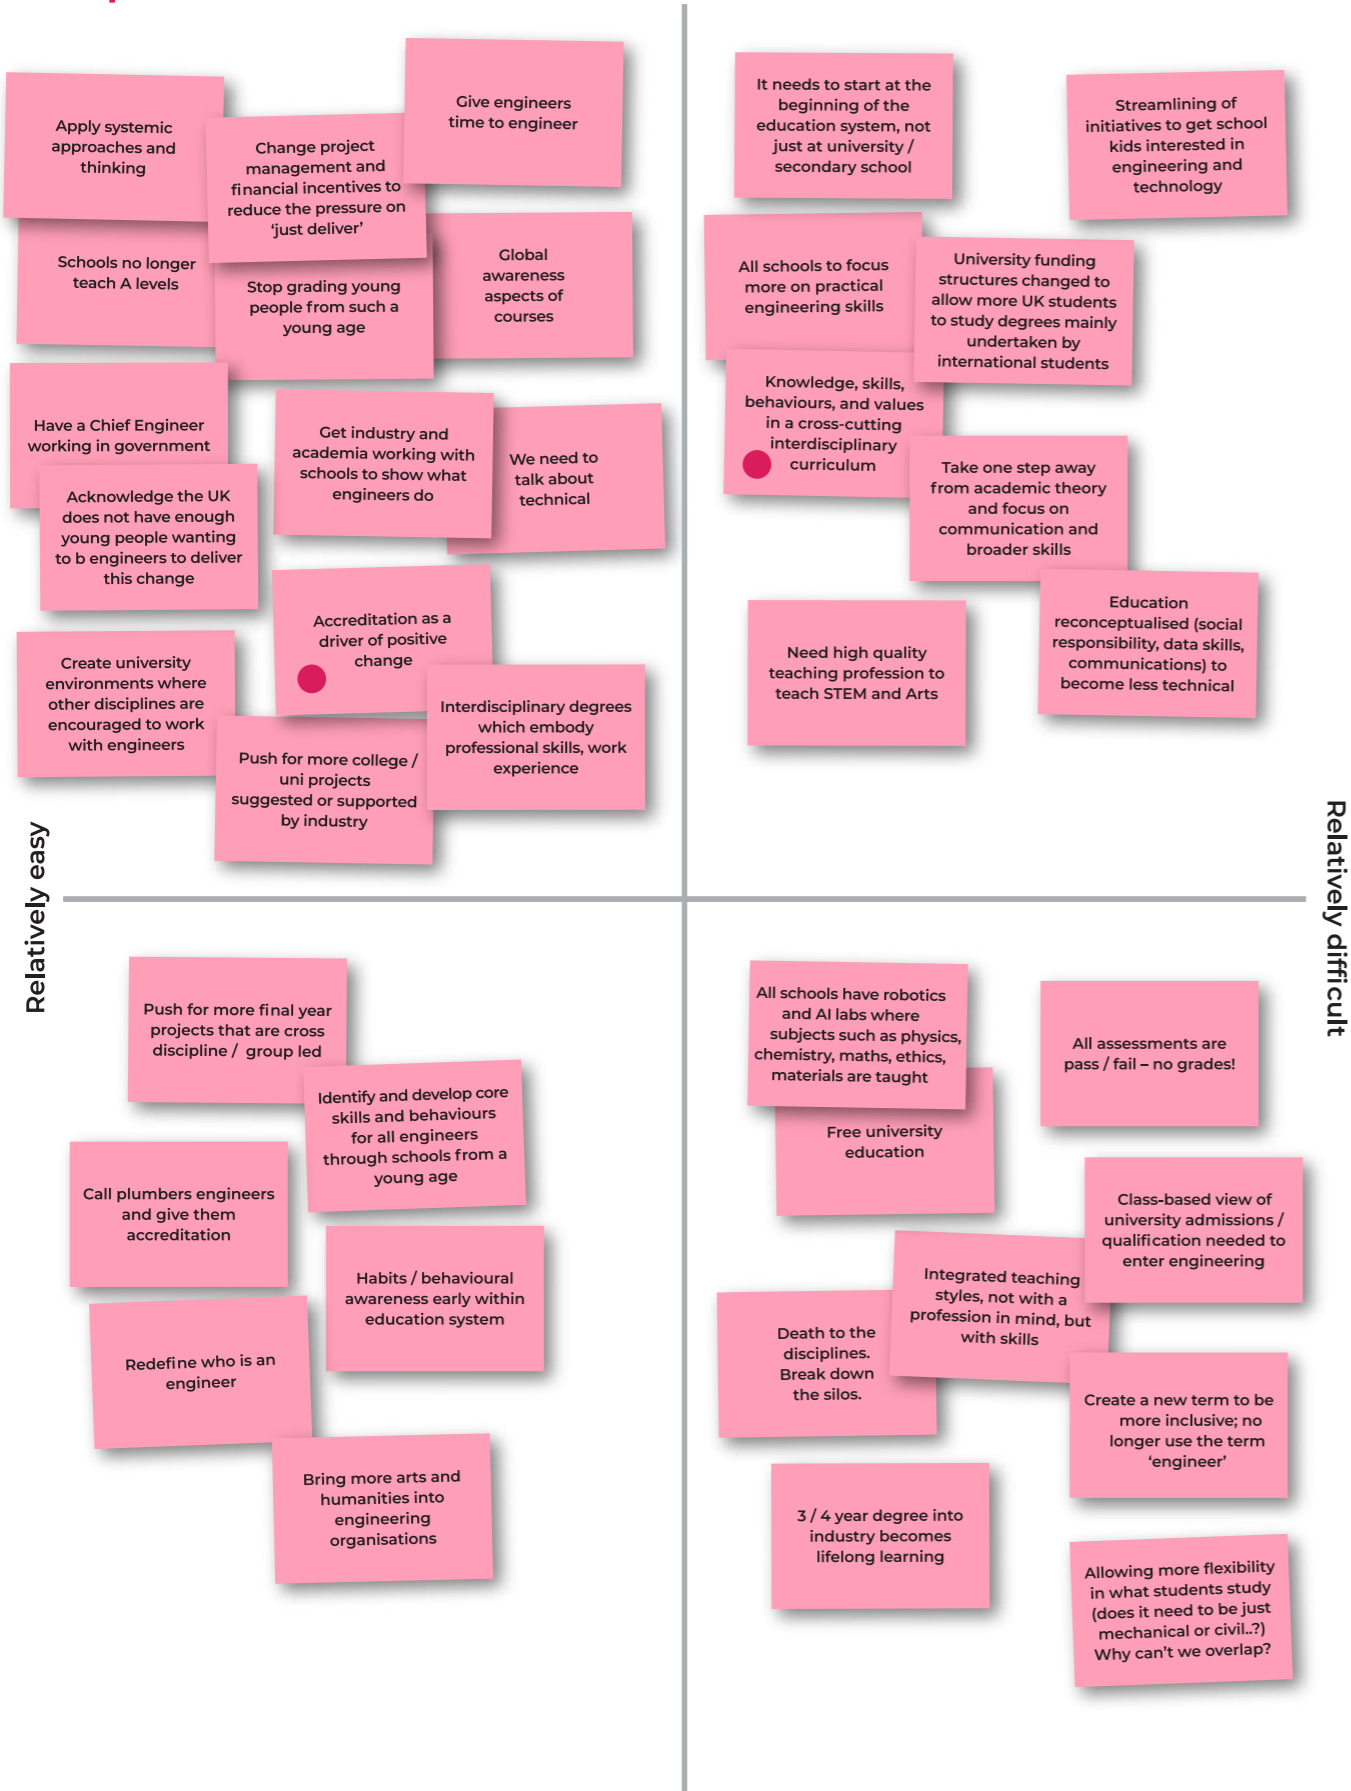 Apply systemic
approaches and
thinking
Change project
management and
financial incentives to
reduce the pressure on
‘just deliver’
Give engineers
time to engineer
Schools no longer
teach A levels
Stop grading young
people from such a
young age
Global
awareness
aspects of
courses
Have a Chief Engineer
working in government
Get industry and
academia working with
schools to show what
engineers do
We need to
talk about
technical
Acknowledge the UK
does not have enough
young people wanting
to b engineers to deliver
this change
Accreditation as a
driver of positive
change
Create university
environments where
other disciplines are
encouraged to work
with engineers
Interdisciplinary degrees
which embody
professional skills, work
experience
Push for more college /
uni projects
suggested or supported
by industry
It needs to start at the
beginning of the
education system, not
just at university /
secondary school
Streamlining of
initiatives to get school
kids interested in
engineering and
technology
All schools to focus
more on practical
engineering skills
University funding
structures changed to
allow more UK students
to study degrees mainly
undertaken by
international students
Knowledge, skills,
behaviours, and values
in a cross-cutting
interdisciplinary
curriculum
Take one step away
from academic theory
and focus on
communication and
broader skills
Education
reconceptualised (social
responsibility, data skills,
communications) to
become less technical
Need high quality
teaching profession to
teach STEM and Arts
Relatively easy
Relatively difficult
Push for more final year
projects that are cross
discipline / group led
Identify and develop core
skills and behaviours
for all engineers
through schools from a
young age
Call plumbers engineers
and give them
accreditation
Habits / behavioural
awareness early within
education system
Redefine who is an
engineer
Bring more arts and
humanities into
engineering
organisations
All schools have robotics
and AI labs where
subjects such as physics,
chemistry, maths, ethics,
materials are taught
All assessments are
pass / fail – no grades!
Free university
education
Class-based view of
university admissions /
qualification needed to
enter engineering
Integrated teaching
styles, not with a
profession in mind, but
with skills
Death to the
disciplines.
Break down
the silos.
Create a new term to be
more inclusive; no
longer use the term
‘engineer’
3 / 4 year degree into
industry becomes
lifelong learning
Allowing more flexibility
in what students study
(does it need to be just
mechanical or civil..?)
Why can’t we overlap?